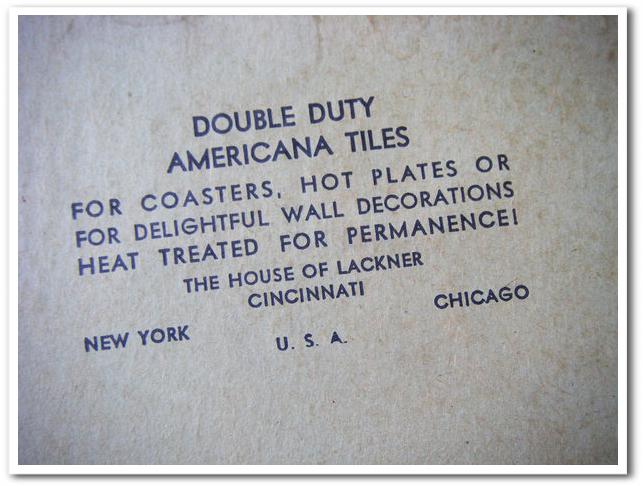 DOUBLE DUTY
AMERICANA TILES
FOR COASTERS, HOT PLATES OR
FOR DELIGHTFUL WALL DECORATIONS
HEAT TREATED FOR PERMANENCE!
THE HOUSE OF LACKNER
CINCINNATI
NEW YORK
CHICAGO
U. S. A.